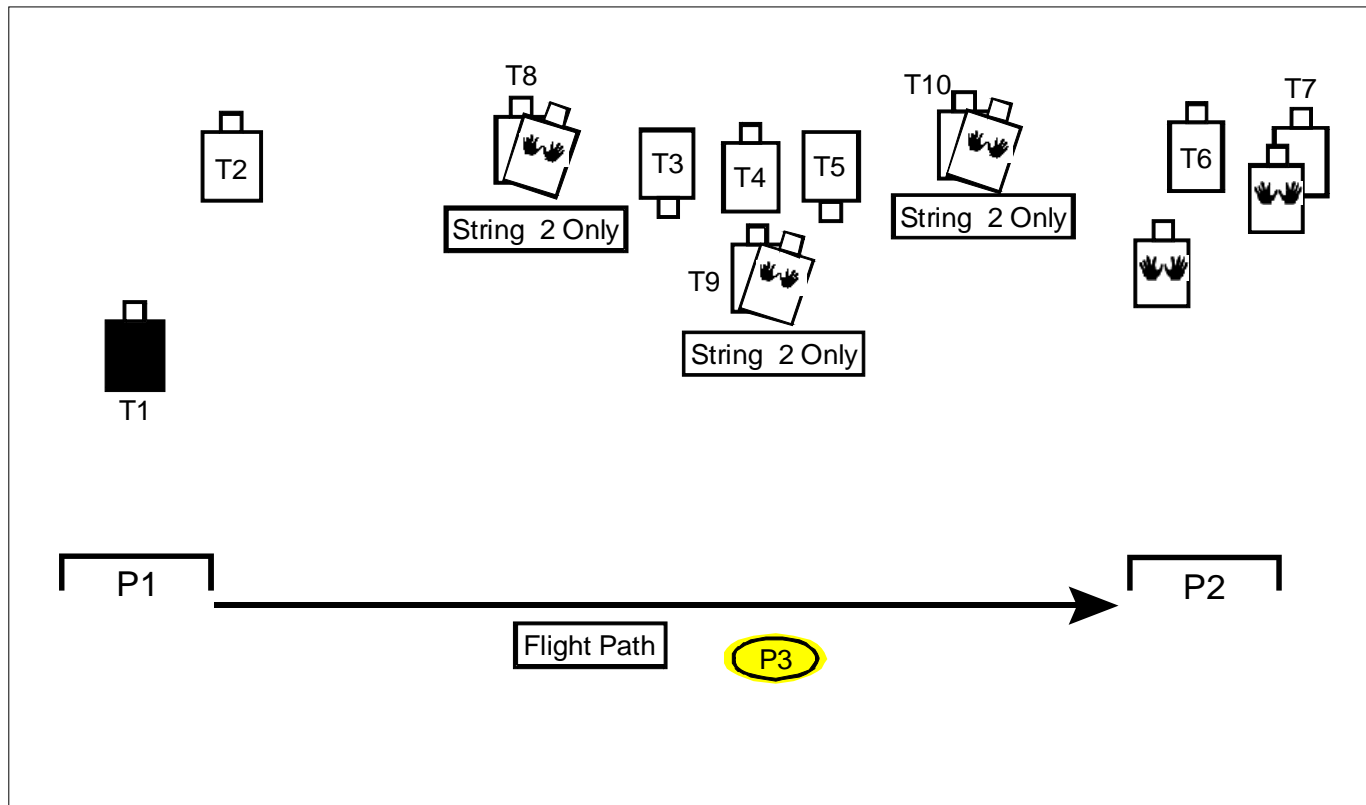 T8
T10
T7
T2
T3
T4
T5
T6
String 2 Only
String 2 Only
T9
String 2 Only
T1
P1
P2
Flight Path
P3